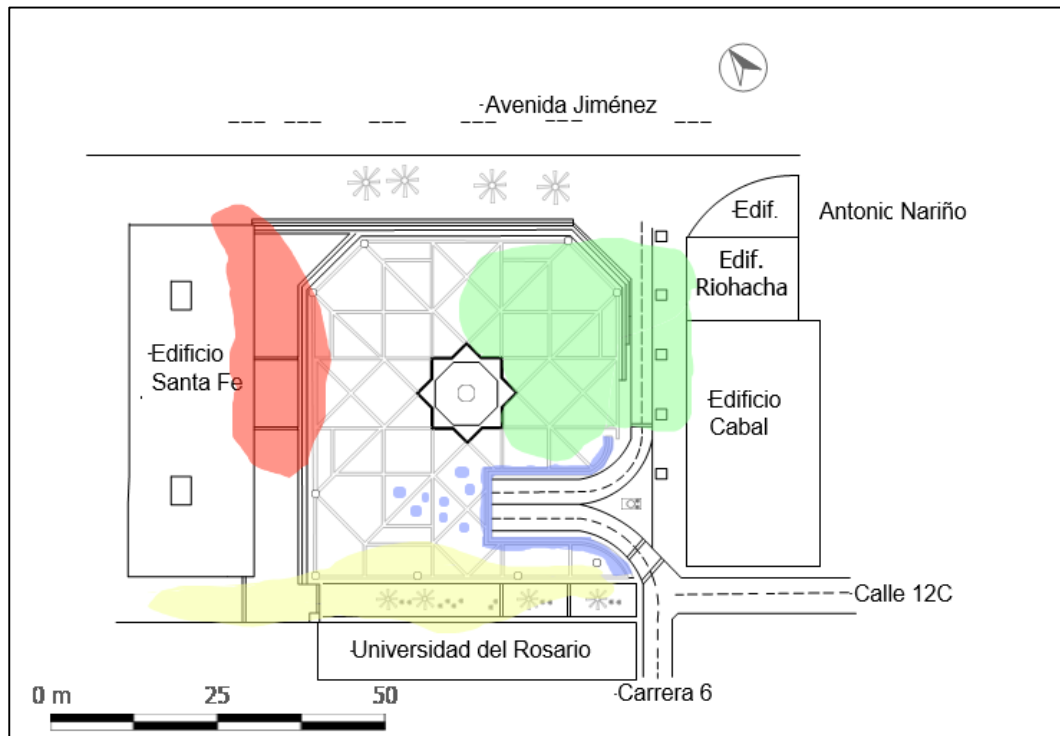 Avenida Jiménez
Edif.
Antonic Nariño
Edif.
Riohacha
Edificio
Santa Fe
Edificio
Cabal
Calle 12C
Universidad del Rosario
Carrera 6
0 m 25 50